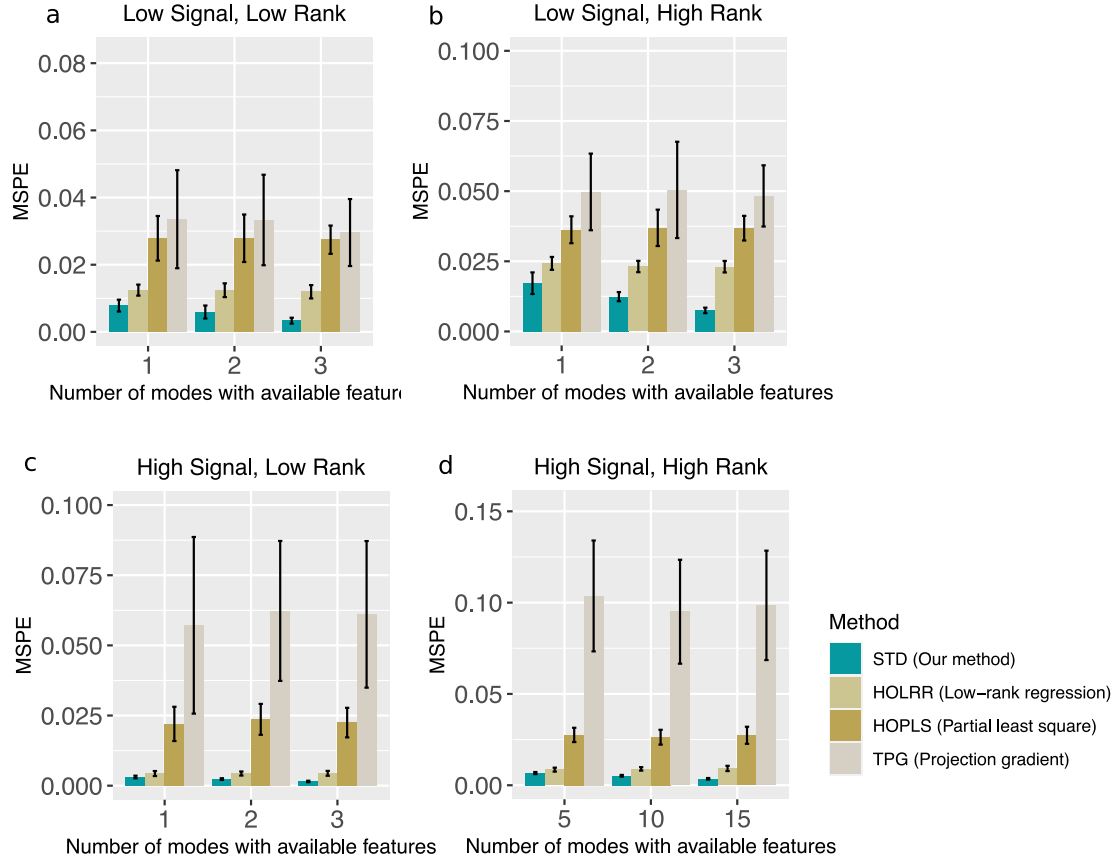 a
Low Signal, Low Rank
0.08
0.06
0.04
0.02
0.00
MSPE
1 2 3
Number of modes with available feature
b
Low Signal, High Rank
0.100
0.075
0.050
0.025
0.000
MSPE
1 2 3
Number of modes with available features
c
High Signal, Low Rank
0.100
0.075
0.050
0.025
0.000
MSPE
1 2 3
Number of modes with available features
d
High Signal, High Rank
0.15
0.10
0.05
0.00
MSPE
5 10 15
Number of modes with available features
Method
STD (Our method)
HOLRR (Low−rank regression)
HOPLS (Partial least square)
TPG (Projection gradient)